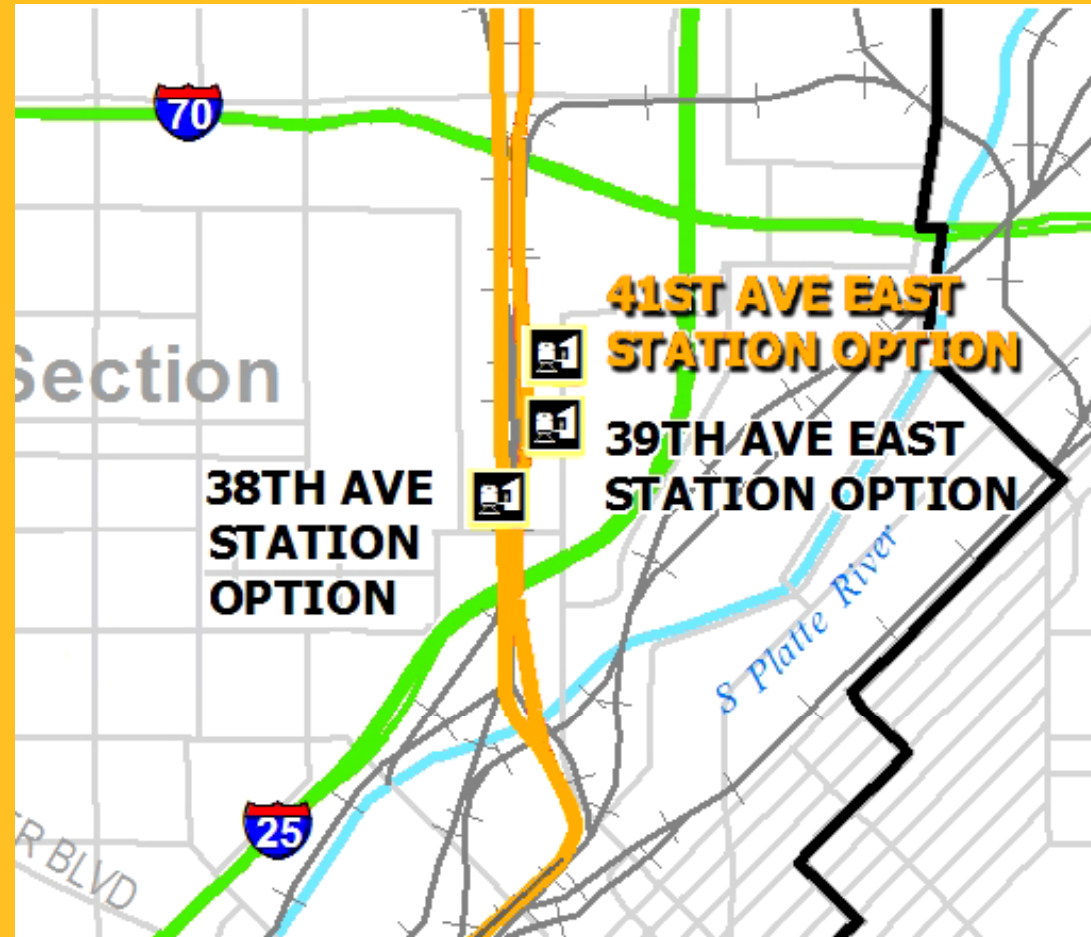 70
41ST AVE EAST
STATION OPTION
Section
39TH AVE EAST
STATION OPTION
38TH AVE
STATION
OPTION
S Platte River
25
ER BLVD